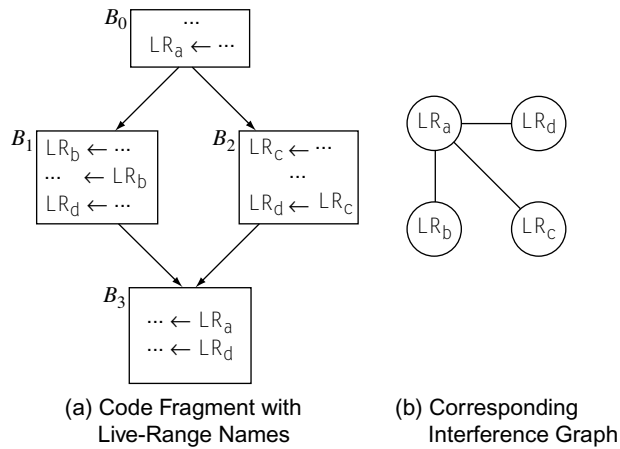 B0
...
LRa ← ...
B1
LRb ← ...
... ← LRb
LRd ← ...
B2
LRc ← ...
...
LRd ← LRc
B3
... ← LRa
... ← LRd
LRa
LRd
LRb
LRc
(a) Code Fragment with
Live-Range Names
(b) Corresponding
Interference Graph